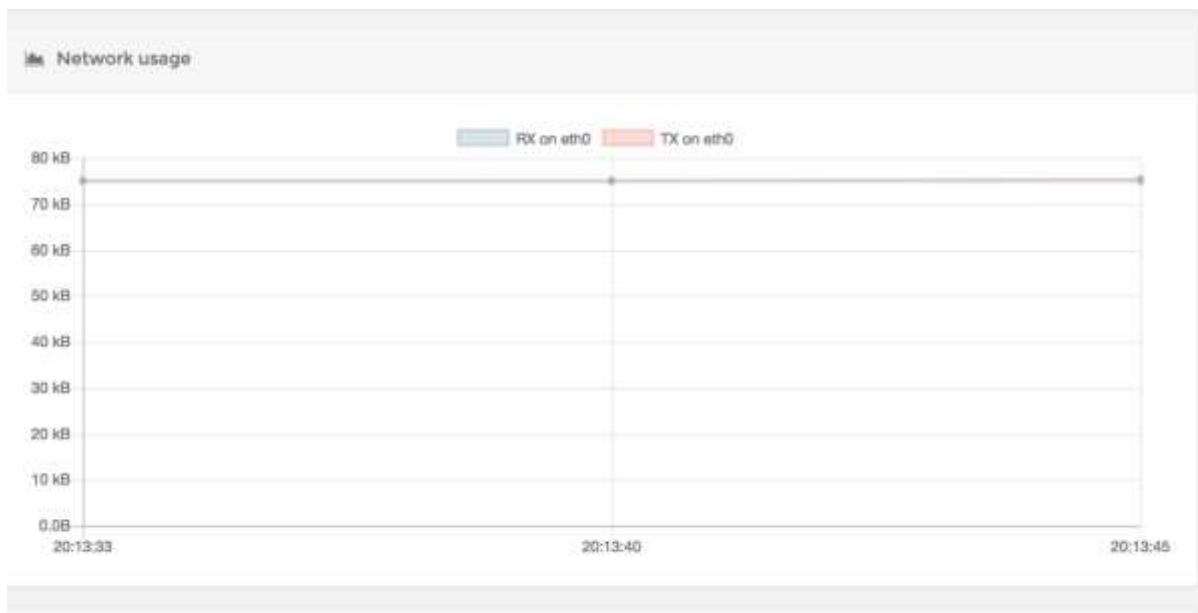 Network usage
RX on eth0 TX on eth0
80 kB
70 kB
60 kB
50 kB
40 kB
30 kB
20 kB
10 kB
0.0B
20:13:33 20:13:40 20:13:45